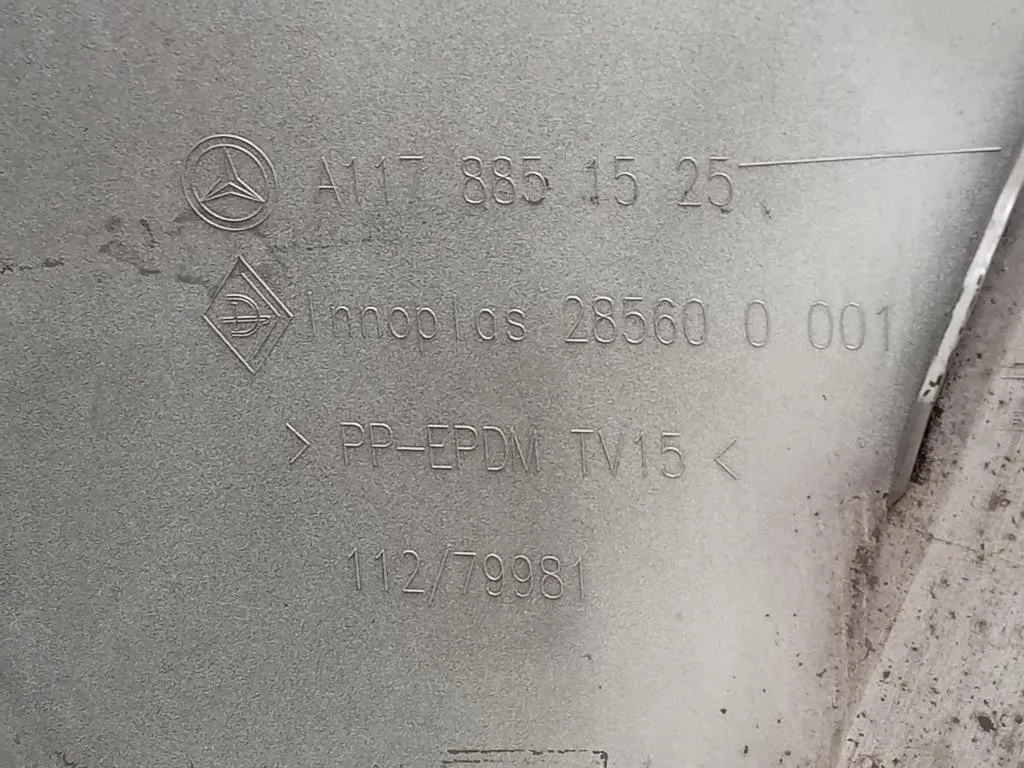 A117 885 15 25
Innoplas 28560 0 001
> PP-EPDM TV15 <
112/79981